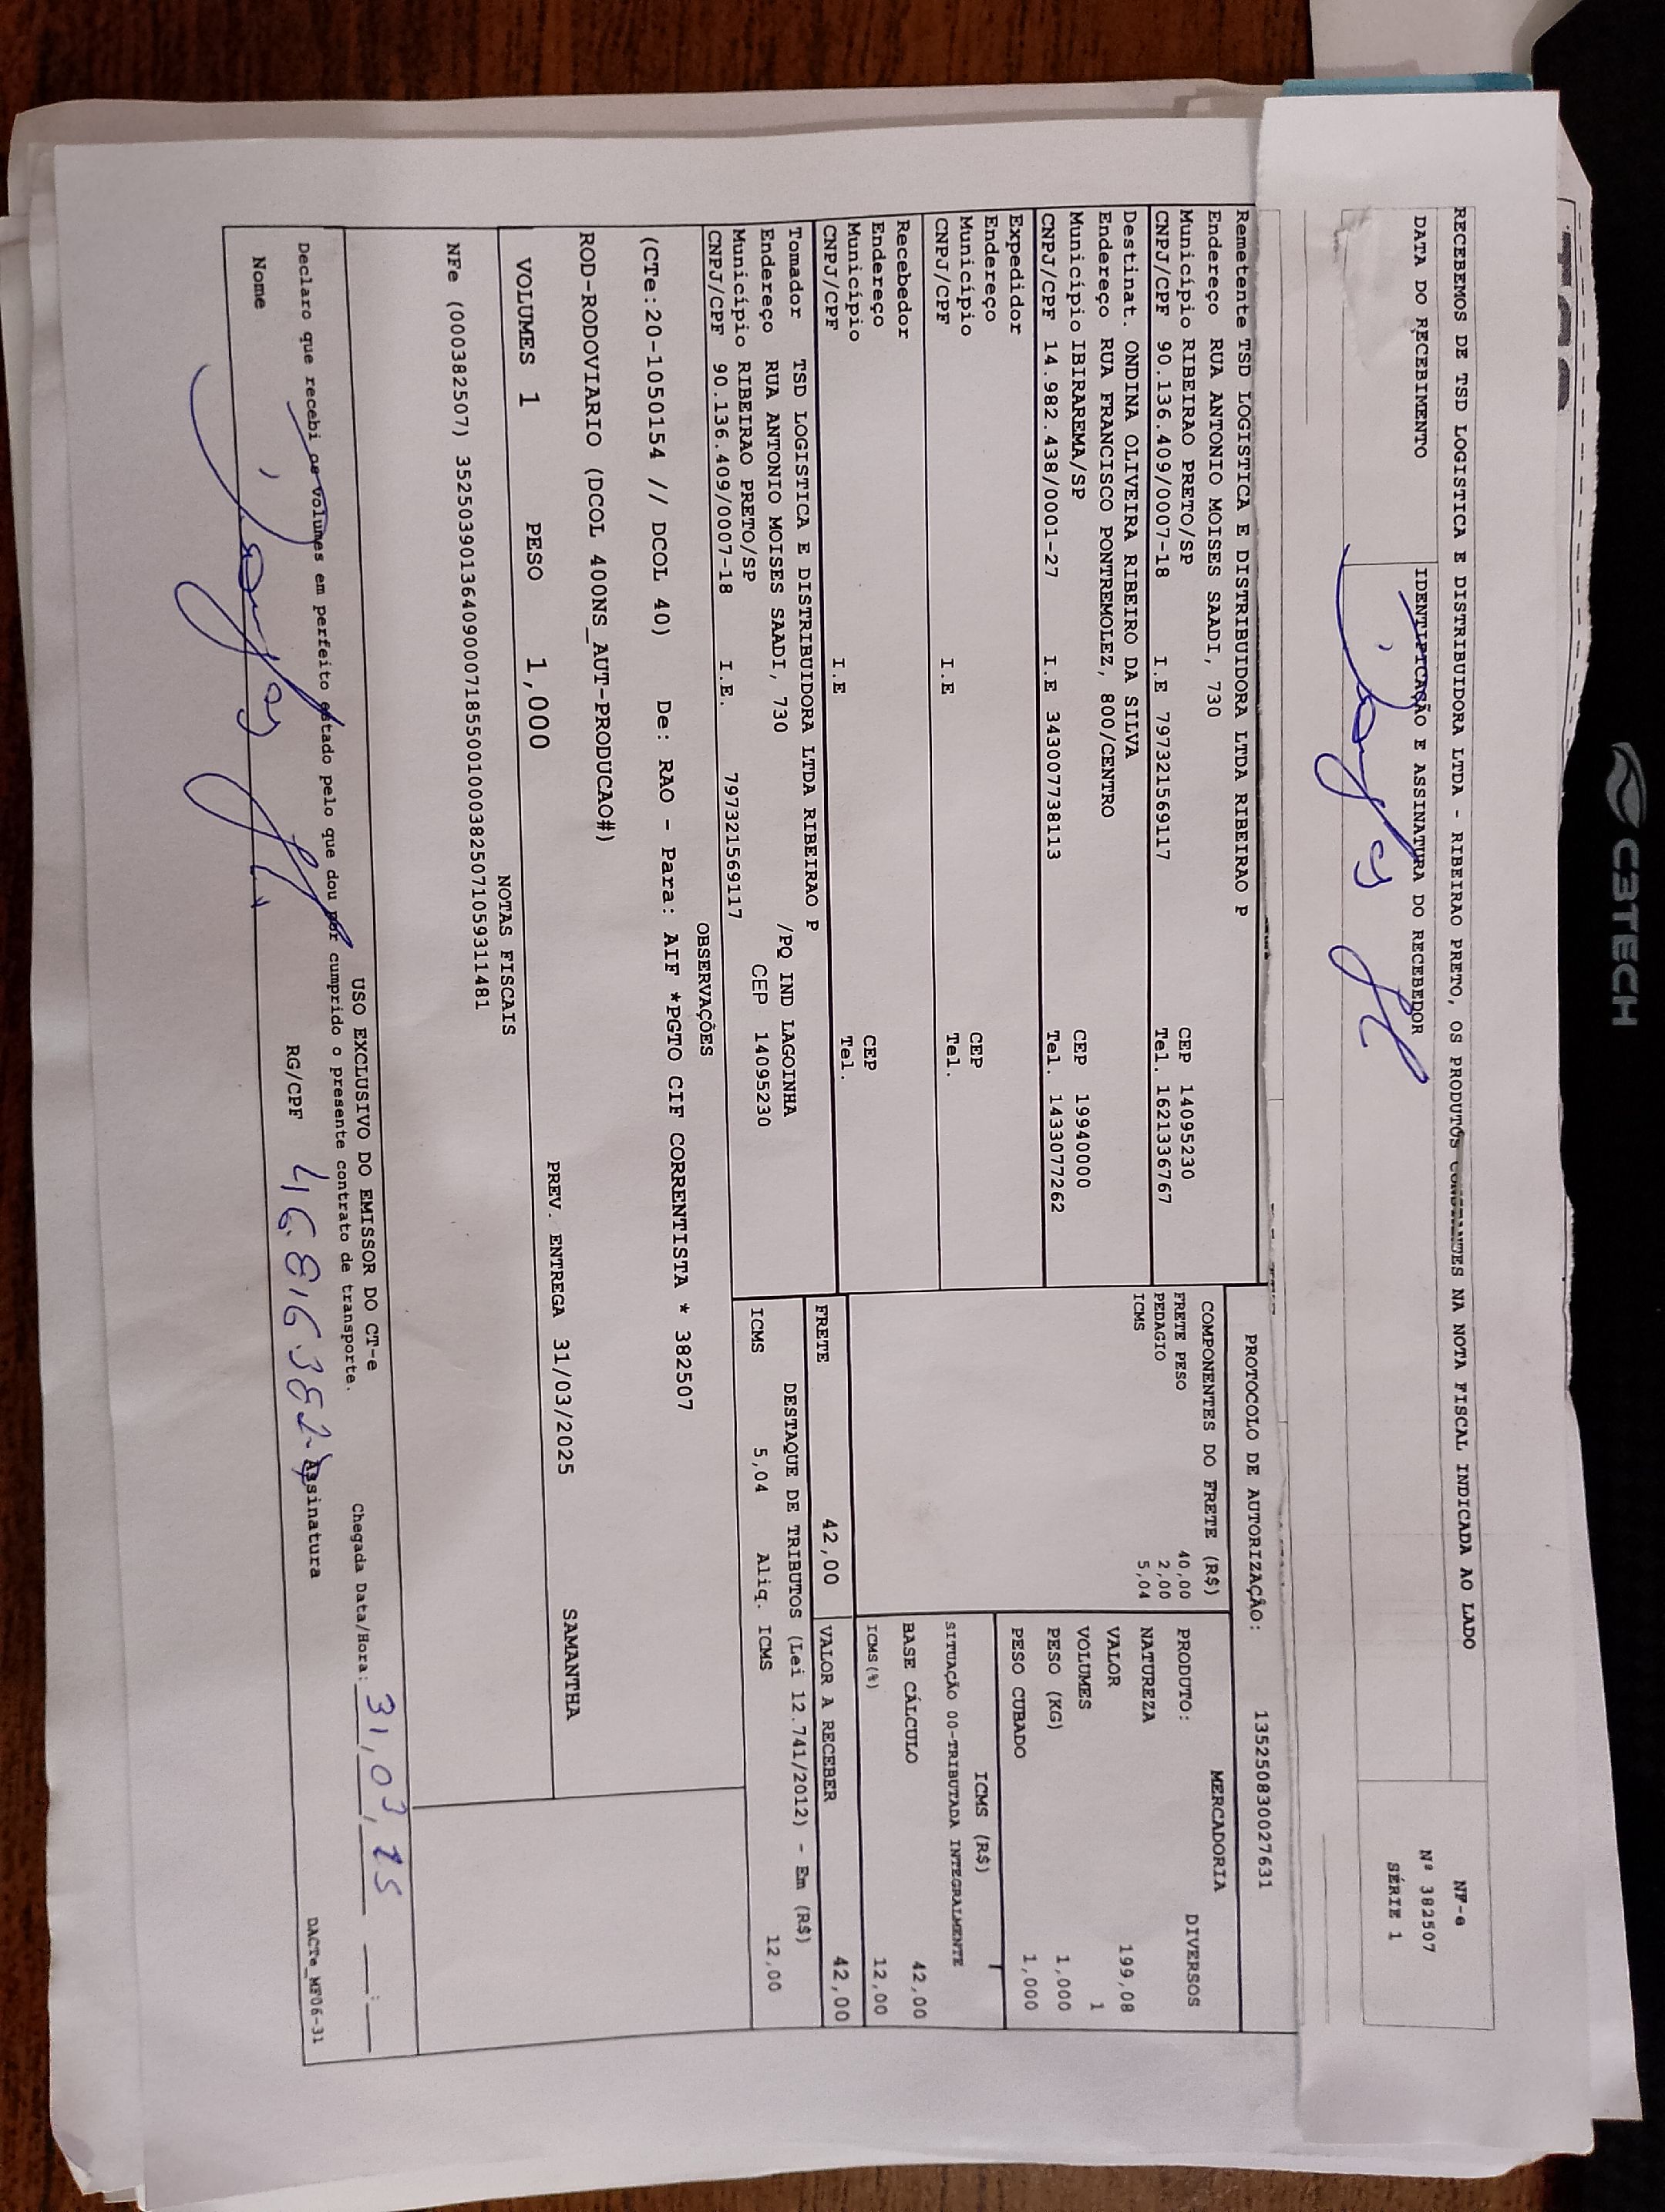 RECEBEMOS DE TSD LOGISTICA E DISTRIBUIDORA LTDA - RIBEIRAO PRETO, OS PRODUTOS CONSTANTES NA NOTA FISCAL INDICADA AO LADO
DATA DO RECEBIMENTO
IDENTIFICAÇÃO E ASSINATURA DO RECEBEDOR
NF-e
Nº 382507
SÉRIE 1
Remetente TSD LOGISTICA E DISTRIBUIDORA LTDA RIBEIRAO P
Endereço RUA ANTONIO MOISES SAADI, 730
Município RIBEIRAO PRETO/SP CEP 14095230
CNPJ/CPF 90.136.409/0007-18 I.E 797321569117 Tel. 1621336767
Destinat. ONDINA OLIVEIRA RIBEIRO DA SILVA
Endereço RUA FRANCISCO PONTREMOLEZ, 800/CENTRO
Município IBIRAREMA/SP CEP 19940000
CNPJ/CPF 14.982.438/0001-27 I.E 343007738113 Tel. 1433077262
Expedidor
Endereço
Município CEP
CNPJ/CPF I.E Tel.
Recebedor
Endereço
Município CEP
CNPJ/CPF I.E Tel.
Tomador TSD LOGISTICA E DISTRIBUIDORA LTDA RIBEIRAO P
Endereço RUA ANTONIO MOISES SAADI, 730 /PQ IND LAGOINHA
Município RIBEIRAO PRETO/SP CEP 14095230
CNPJ/CPF 90.136.409/0007-18 I.E. 797321569117
PROTOCOLO DE AUTORIZAÇÃO: 135250830027631
COMPONENTES DO FRETE (R$)
FRETE PESO 40,00
PEDAGIO 2,00
ICMS 5,04
MERCADORIA
PRODUTO: DIVERSOS
NATUREZA
VALOR 199,08
VOLUMES 1
PESO (KG) 1,000
PESO CUBADO 1,000
ICMS (R$)
SITUAÇÃO 00-TRIBUTADA INTEGRALMENTE
BASE CÁLCULO 42,00
ICMS(%) 12,00
FRETE 42,00
VALOR A RECEBER 42,00
DESTAQUE DE TRIBUTOS (Lei 12.741/2012) - Em (R$)
ICMS 5,04 Aliq. ICMS 12,00
OBSERVAÇÕES
(CTe:20-1050154 // DCOL 40) De: RAO - Para: AIF *PGTO CIF CORRENTISTA * 382507
ROD-RODOVIARIO (DCOL 400NS_AUT-PRODUCAO#)
SAMANTHA
VOLUMES 1 PESO 1,000 PREV. ENTREGA 31/03/2025
NOTAS FISCAIS
NFe (000382507) 35250390136409000718550010003825071059311481
USO EXCLUSIVO DO EMISSOR DO CT-e
Declaro que recebi os volumes em perfeito estado pelo que dou por cumprido o presente contrato de transporte.
Chegada Data/Hora: 31/03/25
Nome RG/CPF Assinatura
DACTe_MF06-31
C3TECH